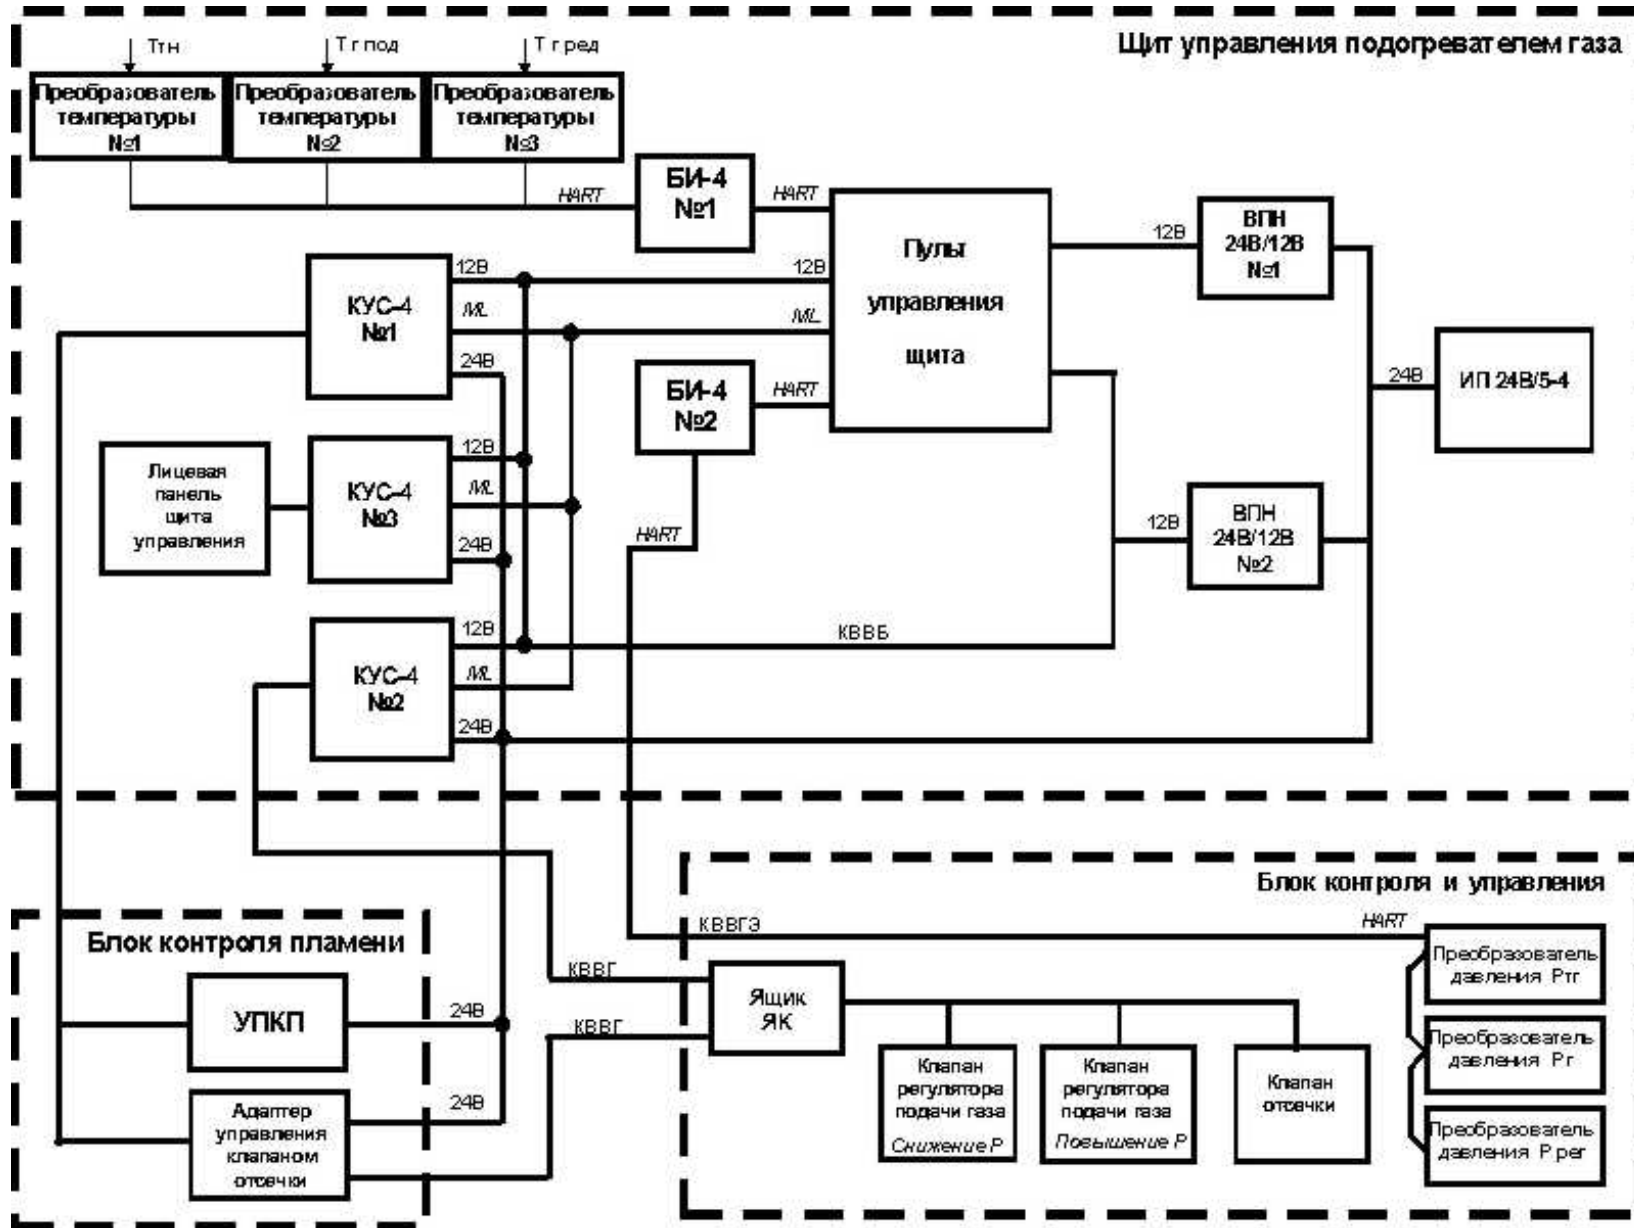 Щит управления подогревателем газа
Тгн
Т г под
Т г ред
Преобразователь
температуры
№1
Преобразователь
температуры
№2
Преобразователь
температуры
№3
HART
БИ-4
№1
HART
Пульт
управления
щита
12В
ВПН
24В/12В
№1
КУС-4
№1
12В
ML
24В
12В
ML
БИ-4
№2
HART
24В
ИП 24В/5-4
Лицевая
панель
щита
управления
КУС-4
№3
12В
ML
24В
HART
12В
ВПН
24В/12В
№2
КУС-4
№2
12В
ML
24В
КВВБ
Блок контроля и управления
Блок контроля пламени
КВВГЭ
HART
УПКП
24В
КВВГ
КВВГ
Ящик
ЯК
Преобразователь
давления Ртг
Преобразователь
давления Рг
Преобразователь
давления Р рег
Адаптер
управления
клапаном
отсечки
24В
Клапан
регулятора
подачи газа
Снижение Р
Клапан
регулятора
подачи газа
Повышение Р
Клапан
отсечки